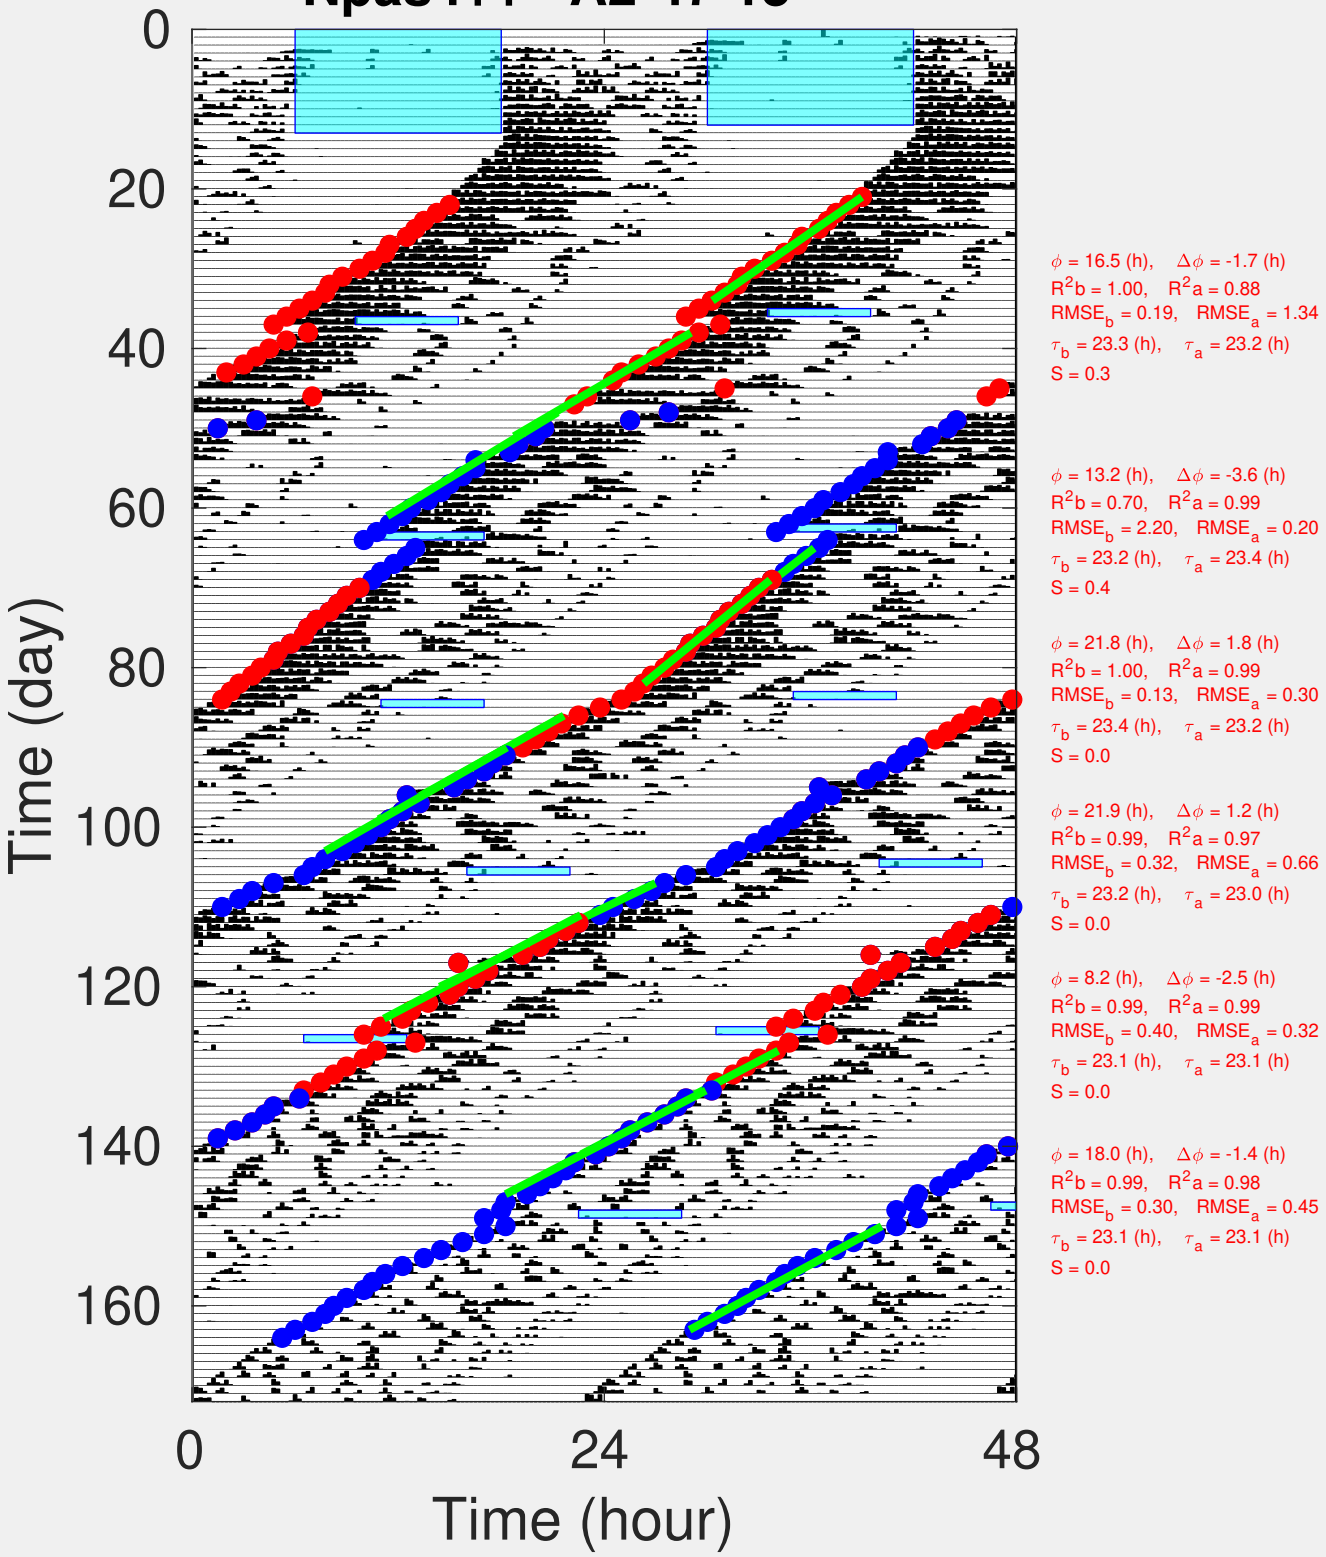 0
20
40
60
80
100
120
140
160
Time (day)
0 24 48
Time (hour)
ϕ = 16.5 (h), Δϕ = -1.7 (h)
R²b = 1.00, R²a = 0.88
RMSE_b = 0.19, RMSE_a = 1.34
τ_b = 23.3 (h), τ_a = 23.2 (h)
S = 0.3
ϕ = 13.2 (h), Δϕ = -3.6 (h)
R²b = 0.70, R²a = 0.99
RMSE_b = 2.20, RMSE_a = 0.20
τ_b = 23.2 (h), τ_a = 23.4 (h)
S = 0.4
ϕ = 21.8 (h), Δϕ = 1.8 (h)
R²b = 1.00, R²a = 0.99
RMSE_b = 0.13, RMSE_a = 0.30
τ_b = 23.4 (h), τ_a = 23.2 (h)
S = 0.0
ϕ = 21.9 (h), Δϕ = 1.2 (h)
R²b = 0.99, R²a = 0.97
RMSE_b = 0.32, RMSE_a = 0.66
τ_b = 23.2 (h), τ_a = 23.0 (h)
S = 0.0
ϕ = 8.2 (h), Δϕ = -2.5 (h)
R²b = 0.99, R²a = 0.99
RMSE_b = 0.40, RMSE_a = 0.32
τ_b = 23.1 (h), τ_a = 23.1 (h)
S = 0.0
ϕ = 18.0 (h), Δϕ = -1.4 (h)
R²b = 0.99, R²a = 0.98
RMSE_b = 0.30, RMSE_a = 0.45
τ_b = 23.1 (h), τ_a = 23.1 (h)
S = 0.0